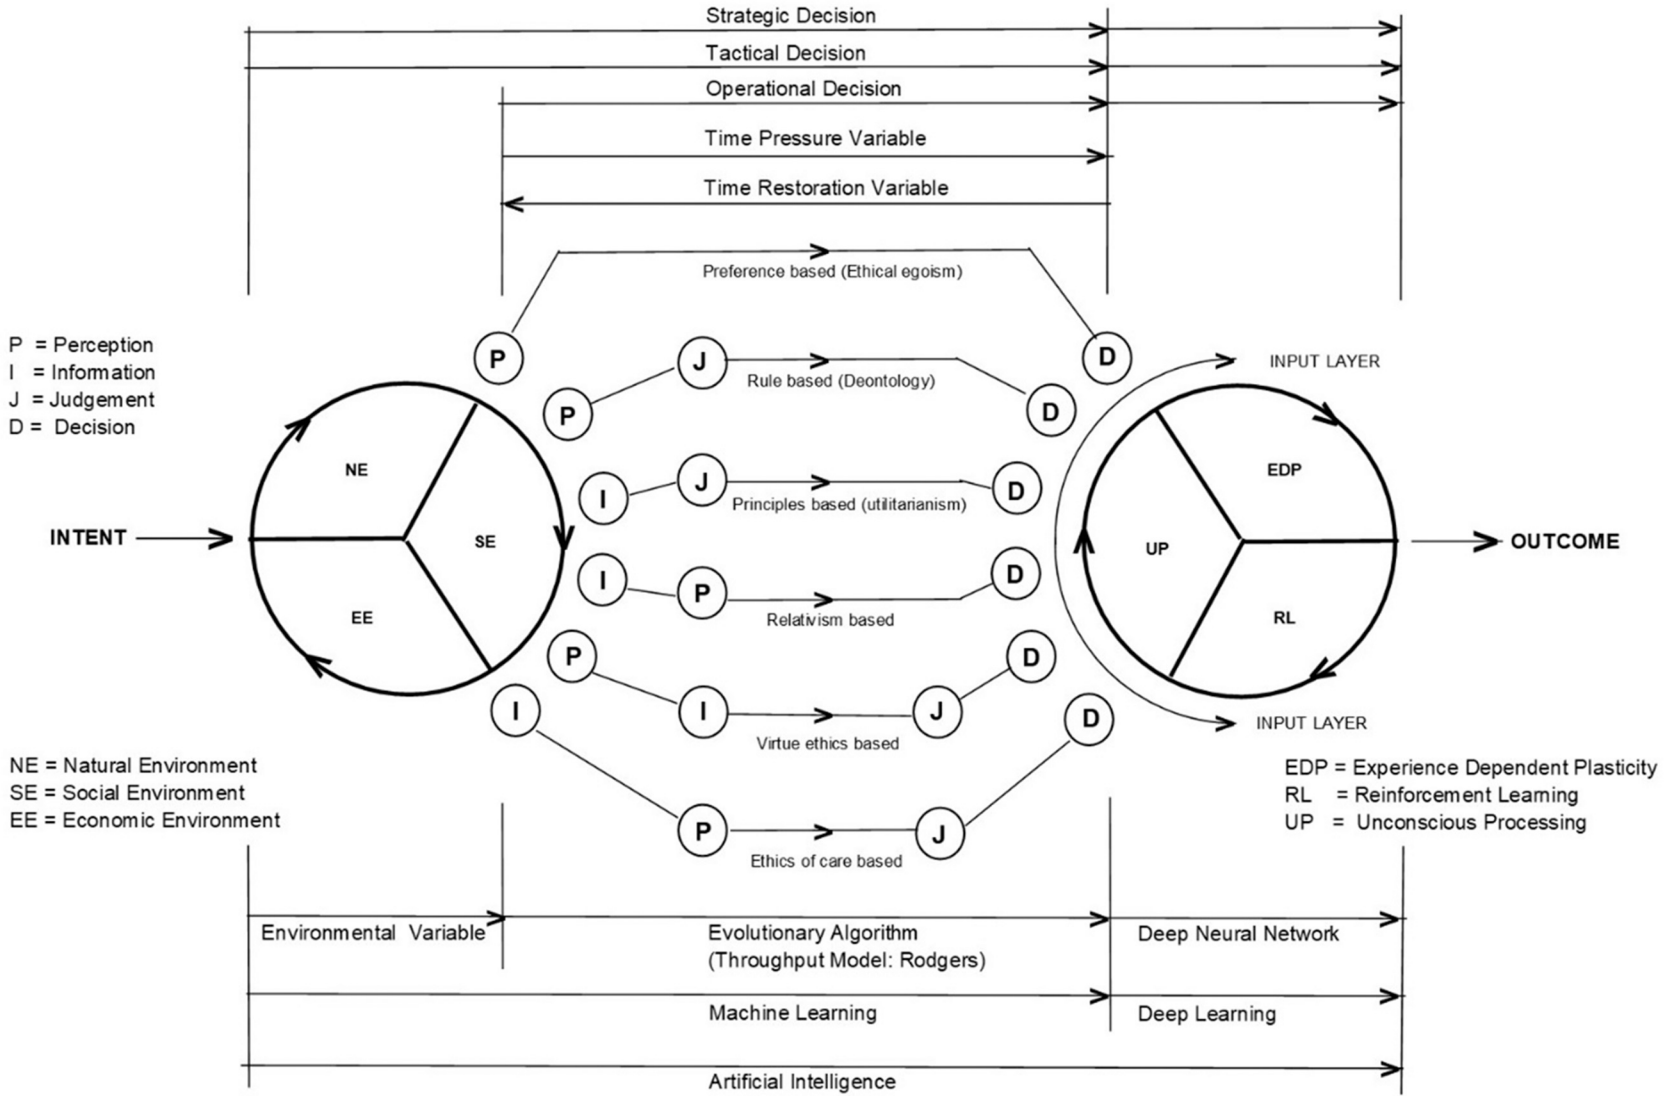 Strategic Decision
Tactical Decision
Operational Decision
Time Pressure Variable
Time Restoration Variable
Preference based (Ethical egoism)
P = Perception
I = Information
J = Judgement
D = Decision
P
D
J
Rule based (Deontology)
P
D
INPUT LAYER
NE
SE
EE
INTENT
I
J
Principles based (utilitarianism)
D
I
P
Relativism based
D
EDP
UP
RL
OUTCOME
P
I
Virtue ethics based
J
D
I
P
Ethics of care based
J
D
INPUT LAYER
NE = Natural Environment
SE = Social Environment
EE = Economic Environment
EDP = Experience Dependent Plasticity
RL = Reinforcement Learning
UP = Unconscious Processing
Environmental Variable
Evolutionary Algorithm
(Throughput Model: Rodgers)
Deep Neural Network
Machine Learning
Deep Learning
Artificial Intelligence